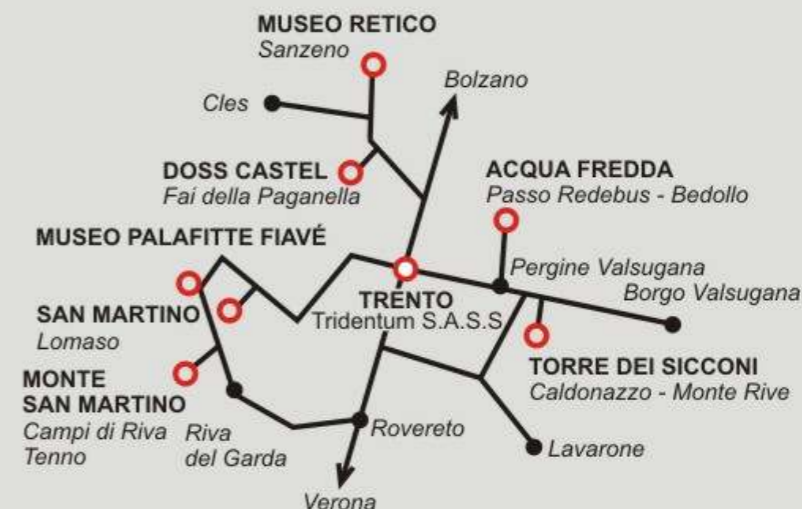 MUSEO RETICO
Sanzeno
Bolzano
Cles
DOSS CASTEL
Fai della Paganella
ACQUA FREDDA
Passo Redebus - Bedollo
MUSEO PALAFITTE FIAVÉ
Pergine Valsugana
Borgo Valsugana
TRENTO
Tridentum S.A.S.S
SAN MARTINO
Lomaso
TORRE DEI SICCONI
Caldonazzo - Monte Rive
MONTE
SAN MARTINO
Campi di Riva
Tenno
Riva
del Garda
Rovereto
Lavarone
Verona